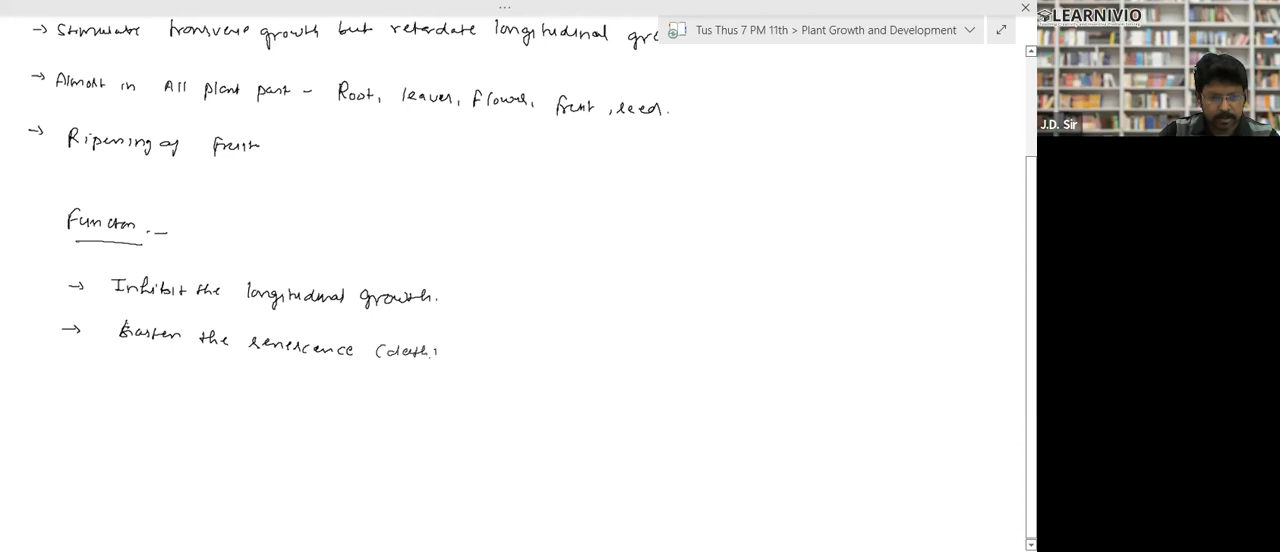 ...
→ Stimulate transverse growth but retardate longitudinal gro
Tus Thus 7 PM 11th > Plant Growth and Development
LEARNIVIO
→ Almost in All plant part - Root, leaves, flower, fruit, seed.
J.D. Sir
→ Ripening of fruit
Function.-
→ Inhibit the longitudinal growth.
→ Hasten the senescence (death)